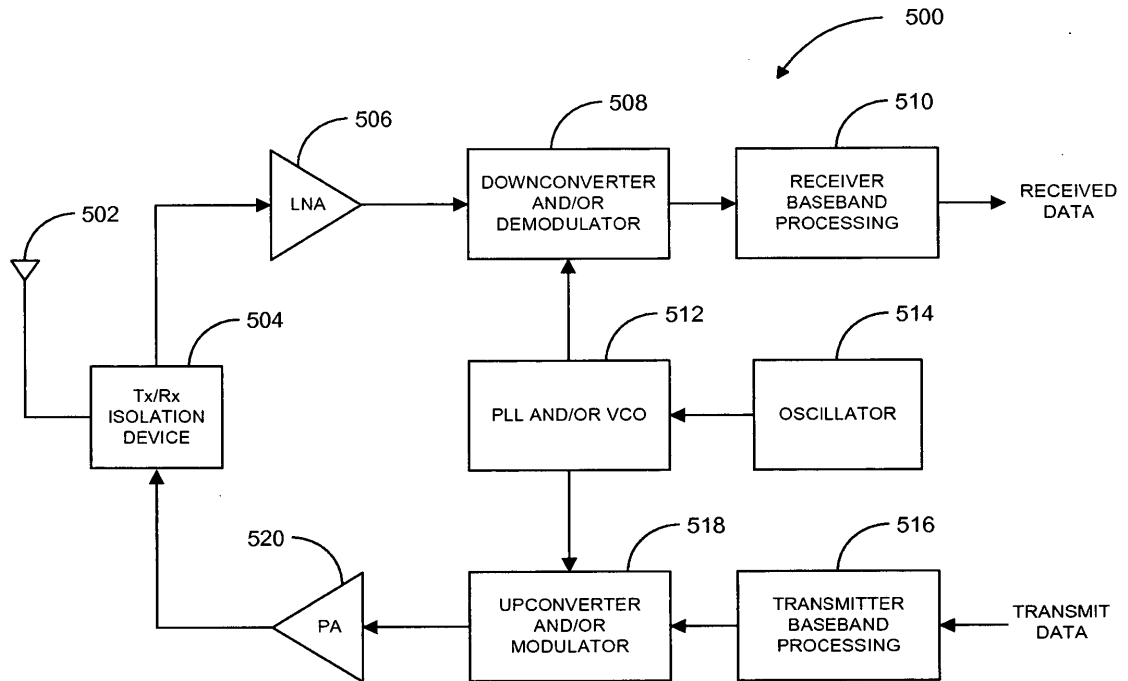 500
506
508
510
LNA
DOWNCONVERTER
AND/OR
DEMODULATOR
RECEIVER
BASEBAND
PROCESSING
RECEIVED
DATA
502
504
512
514
Tx/Rx
ISOLATION
DEVICE
PLL AND/OR VCO
OSCILLATOR
520
518
516
PA
UPCONVERTER
AND/OR
MODULATOR
TRANSMITTER
BASEBAND
PROCESSING
TRANSMIT
DATA